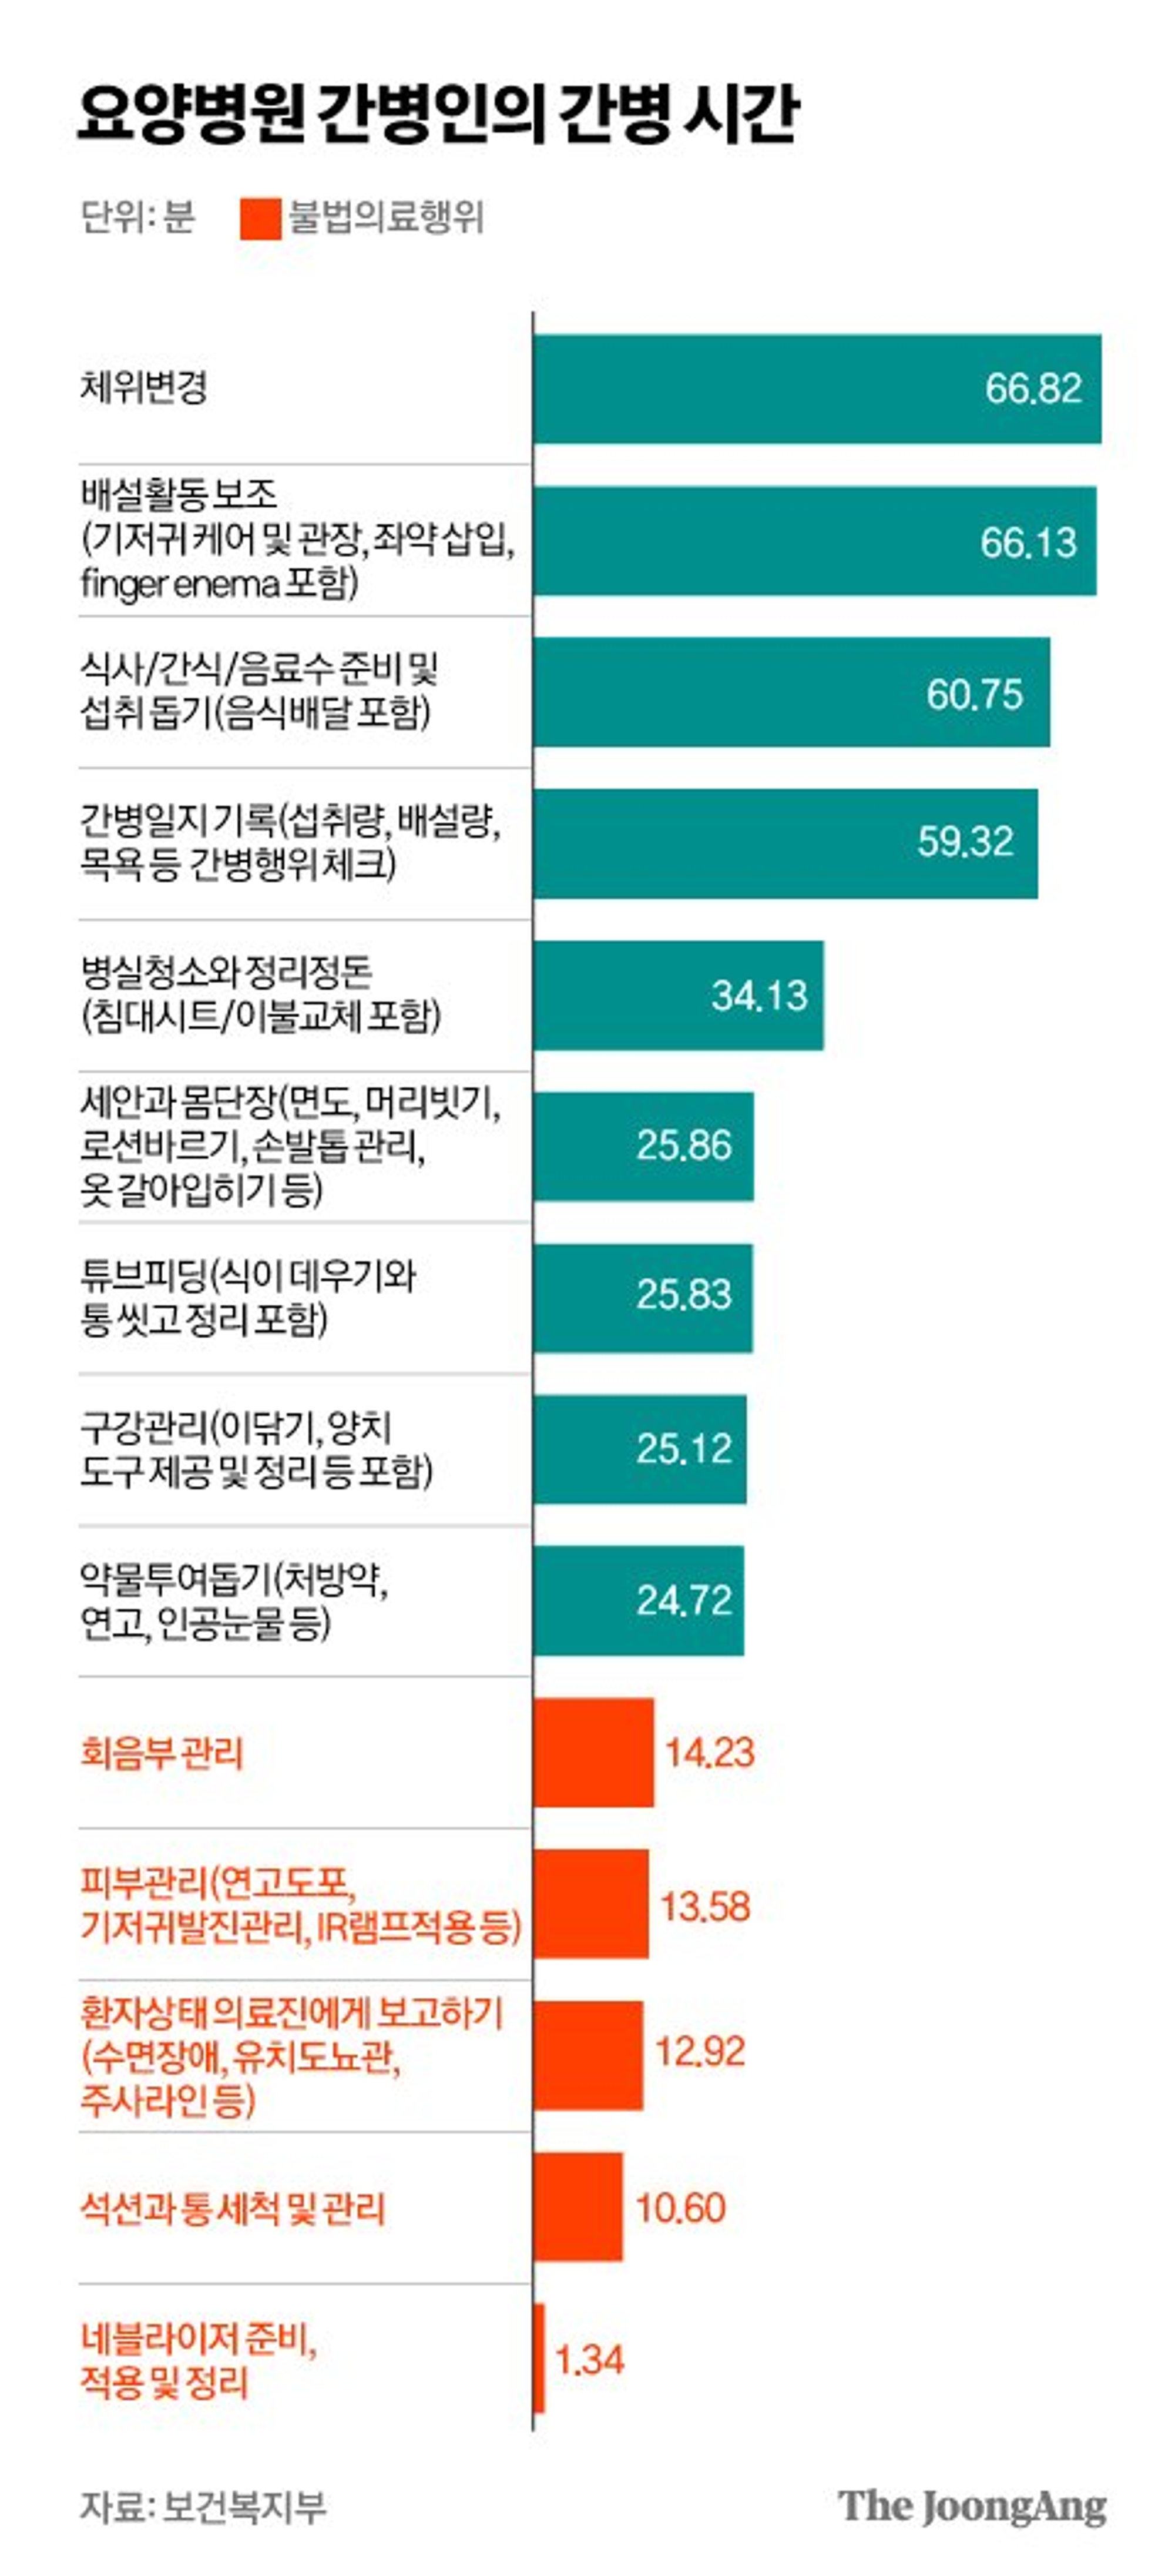 요양병원 간병인의 간병 시간
단위: 분 불법의료행위
체위변경
66.82
배설활동 보조
(기저귀 케어 및 관장, 좌약 삽입,
finger enema 포함)
66.13
식사/간식/음료수 준비 및
섭취 돕기(음식배달 포함)
60.75
간병일지 기록(섭취량, 배설량,
목욕 등 간병행위 체크)
59.32
병실청소와 정리정돈
(침대시트/이불교체 포함)
34.13
세안과 몸단장(면도, 머리빗기,
로션바르기, 손발톱 관리,
옷 갈아입히기 등)
25.86
튜브피딩(식이 데우기와
통 씻고 정리 포함)
25.83
구강관리(이닦기, 양치
도구 제공 및 정리 등 포함)
25.12
약물투여돕기(처방약,
연고, 인공눈물 등)
24.72
회음부 관리
14.23
피부관리(연고도포,
기저귀발진관리, IR램프적용 등)
13.58
환자상태 의료진에게 보고하기
(수면장애, 유치도뇨관,
주사라인 등)
12.92
석션과 통 세척 및 관리
10.60
네블라이저 준비,
적용 및 정리
1.34
자료: 보건복지부
The JoongAng